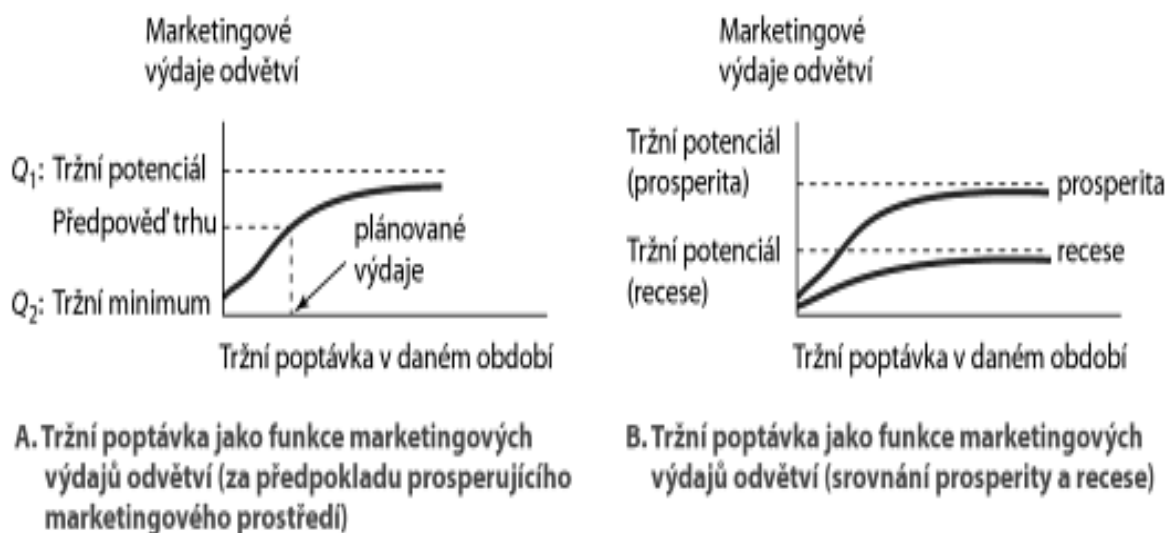 Marketingové
výdaje odvětví
Q1: Tržní potenciál
Předpověď trhu
plánované
výdaje
Q2: Tržní minimum
Tržní poptávka v daném období
A. Tržní poptávka jako funkce marketingových
výdajů odvětví (za předpokladu prosperujícího
marketingového prostředí)
Marketingové
výdaje odvětví
Tržní potenciál
(prosperita)
prosperita
Tržní potenciál
(recese)
recese
Tržní poptávka v daném období
B. Tržní poptávka jako funkce marketingových
výdajů odvětví (srovnání prosperity a recese)